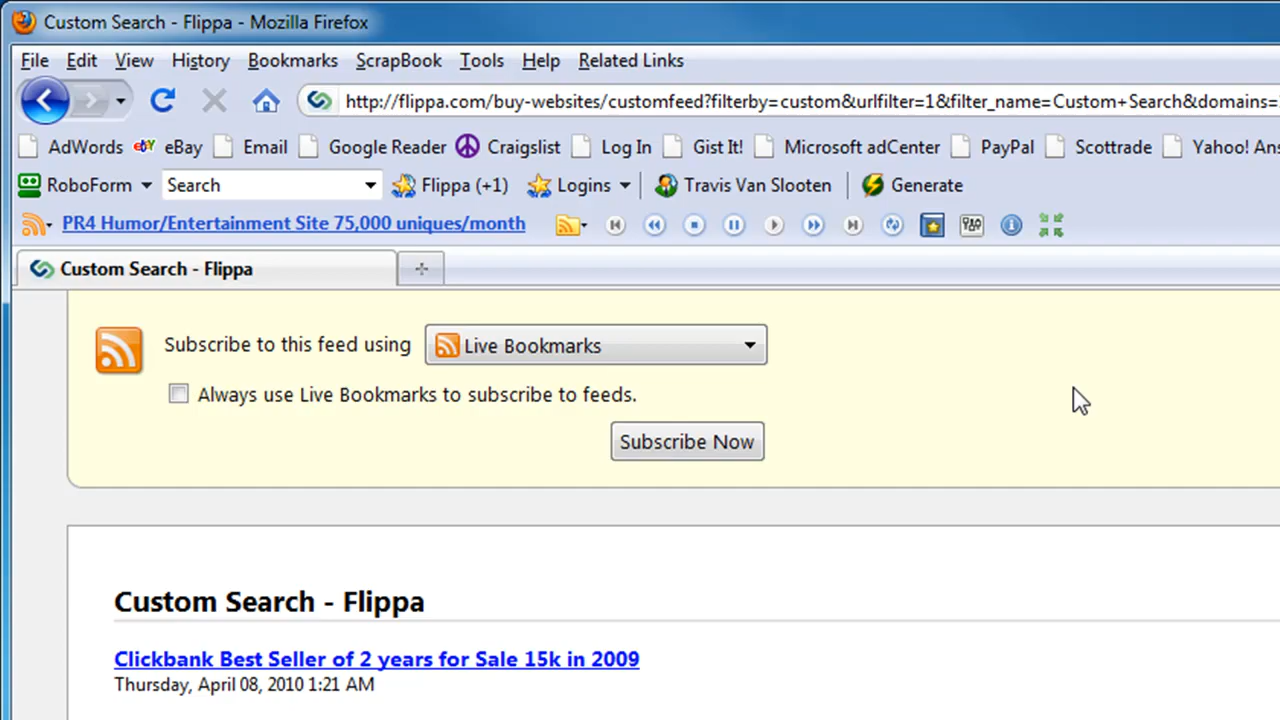 Custom Search - Flippa - Mozilla Firefox
File Edit View History Bookmarks ScrapBook Tools Help Related Links
http://flippa.com/buy-websites/customfeed?filterby=custom&urlfilter=1&filter_name=Custom+Search&domains=
AdWords eBay Email Google Reader Craigslist Log In Gist It! Microsoft adCenter PayPal Scottrade Yahoo! Ans
RoboForm Search Flippa (+1) Logins Travis Van Slooten Generate
PR4 Humor/Entertainment Site 75,000 uniques/month
Custom Search - Flippa
Subscribe to this feed using Live Bookmarks
Always use Live Bookmarks to subscribe to feeds.
Subscribe Now
Custom Search - Flippa
Clickbank Best Seller of 2 years for Sale 15k in 2009
Thursday, April 08, 2010 1:21 AM